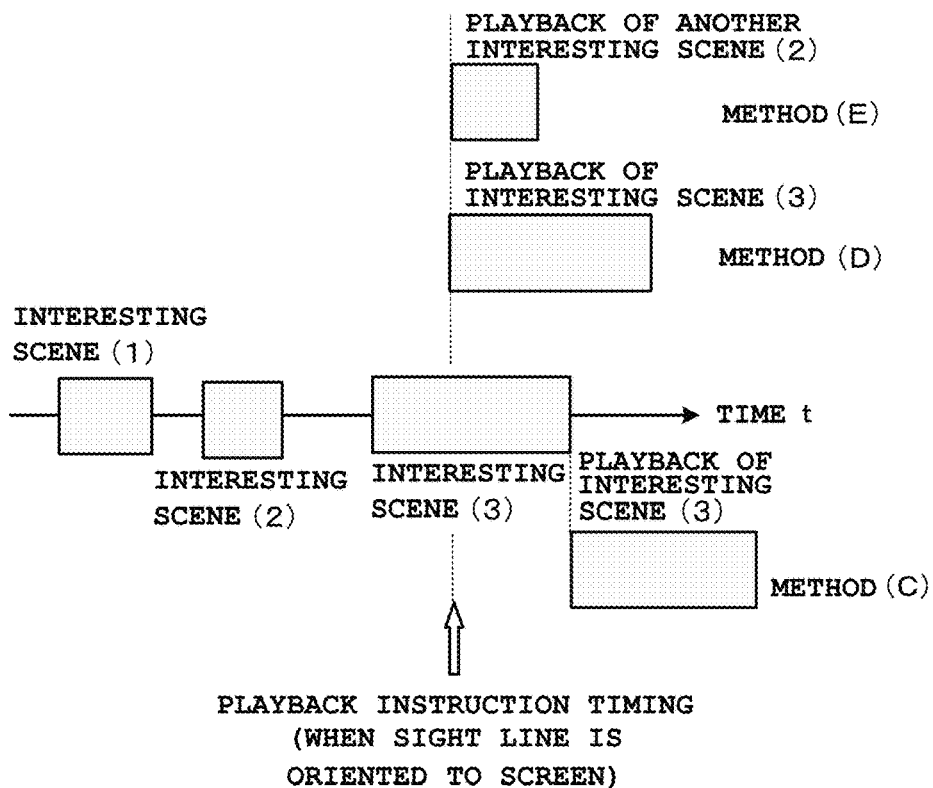 PLAYBACK OF ANOTHER
INTERESTING SCENE (2)
METHOD (E)
PLAYBACK OF
INTERESTING SCENE (3)
METHOD (D)
INTERESTING
SCENE (1)
TIME t
INTERESTING
SCENE (2)
INTERESTING
SCENE (3)
PLAYBACK OF
INTERESTING
SCENE (3)
METHOD (C)
PLAYBACK INSTRUCTION TIMING
(WHEN SIGHT LINE IS
ORIENTED TO SCREEN)